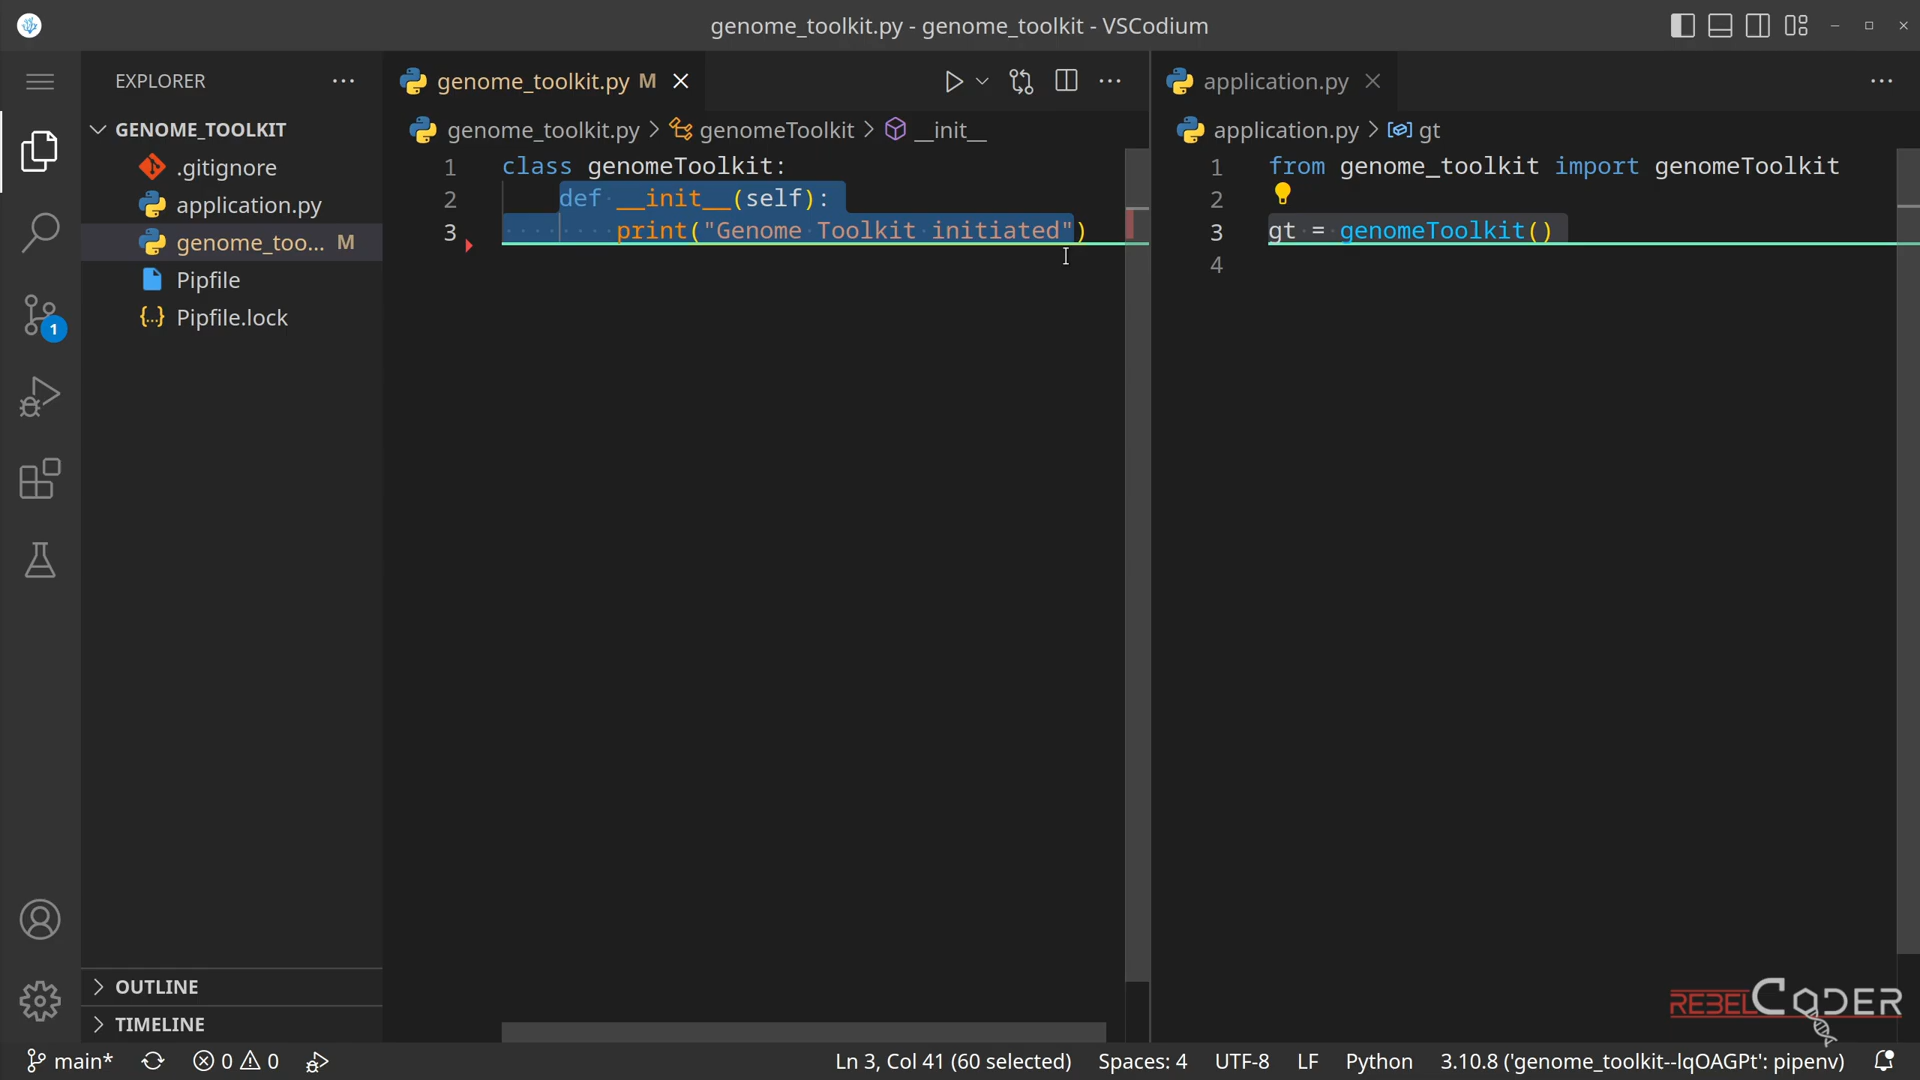 genome_toolkit.py - genome_toolkit - VSCodium
EXPLORER
GENOME_TOOLKIT
.gitignore
application.py
genome_too... M
Pipfile
Pipfile.lock
1
OUTLINE
TIMELINE
genome_toolkit.py M
genome_toolkit.py > genomeToolkit > __init__
1 class genomeToolkit:
2 def __init__(self):
3 print("Genome Toolkit initiated")
application.py
application.py > gt
1 from genome_toolkit import genomeToolkit
2
3 gt = genomeToolkit()
4
REBELCODER
main* 0 0 Ln 3, Col 41 (60 selected) Spaces: 4 UTF-8 LF Python 3.10.8 ('genome_toolkit--lqOAGPt': pipenv)